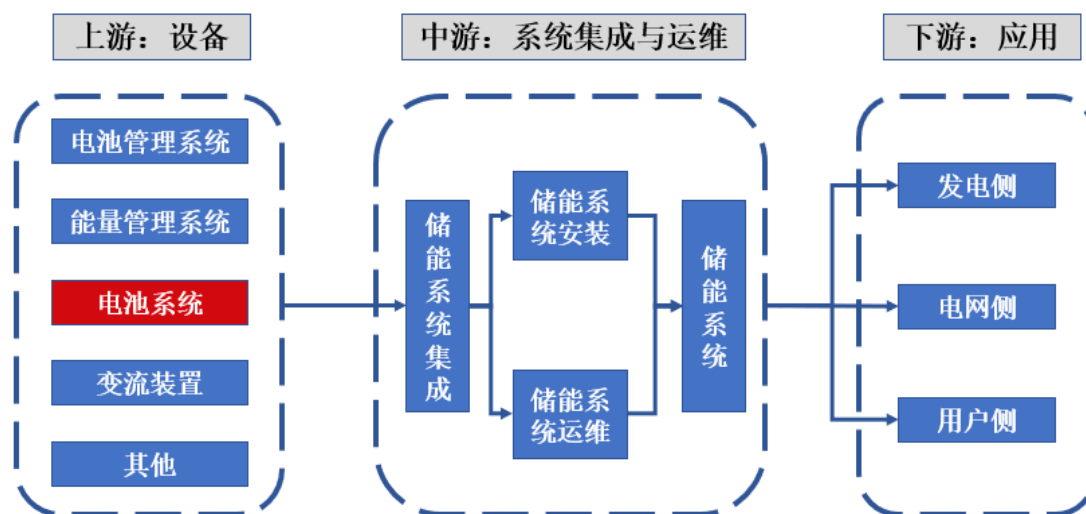 上游：设备
中游：系统集成与运维
下游：应用
电池管理系统
能量管理系统
电池系统
变流装置
其他
储能系统集成
储能系
统安装
储能系
统运维
储能系统
发电侧
电网侧
用户侧